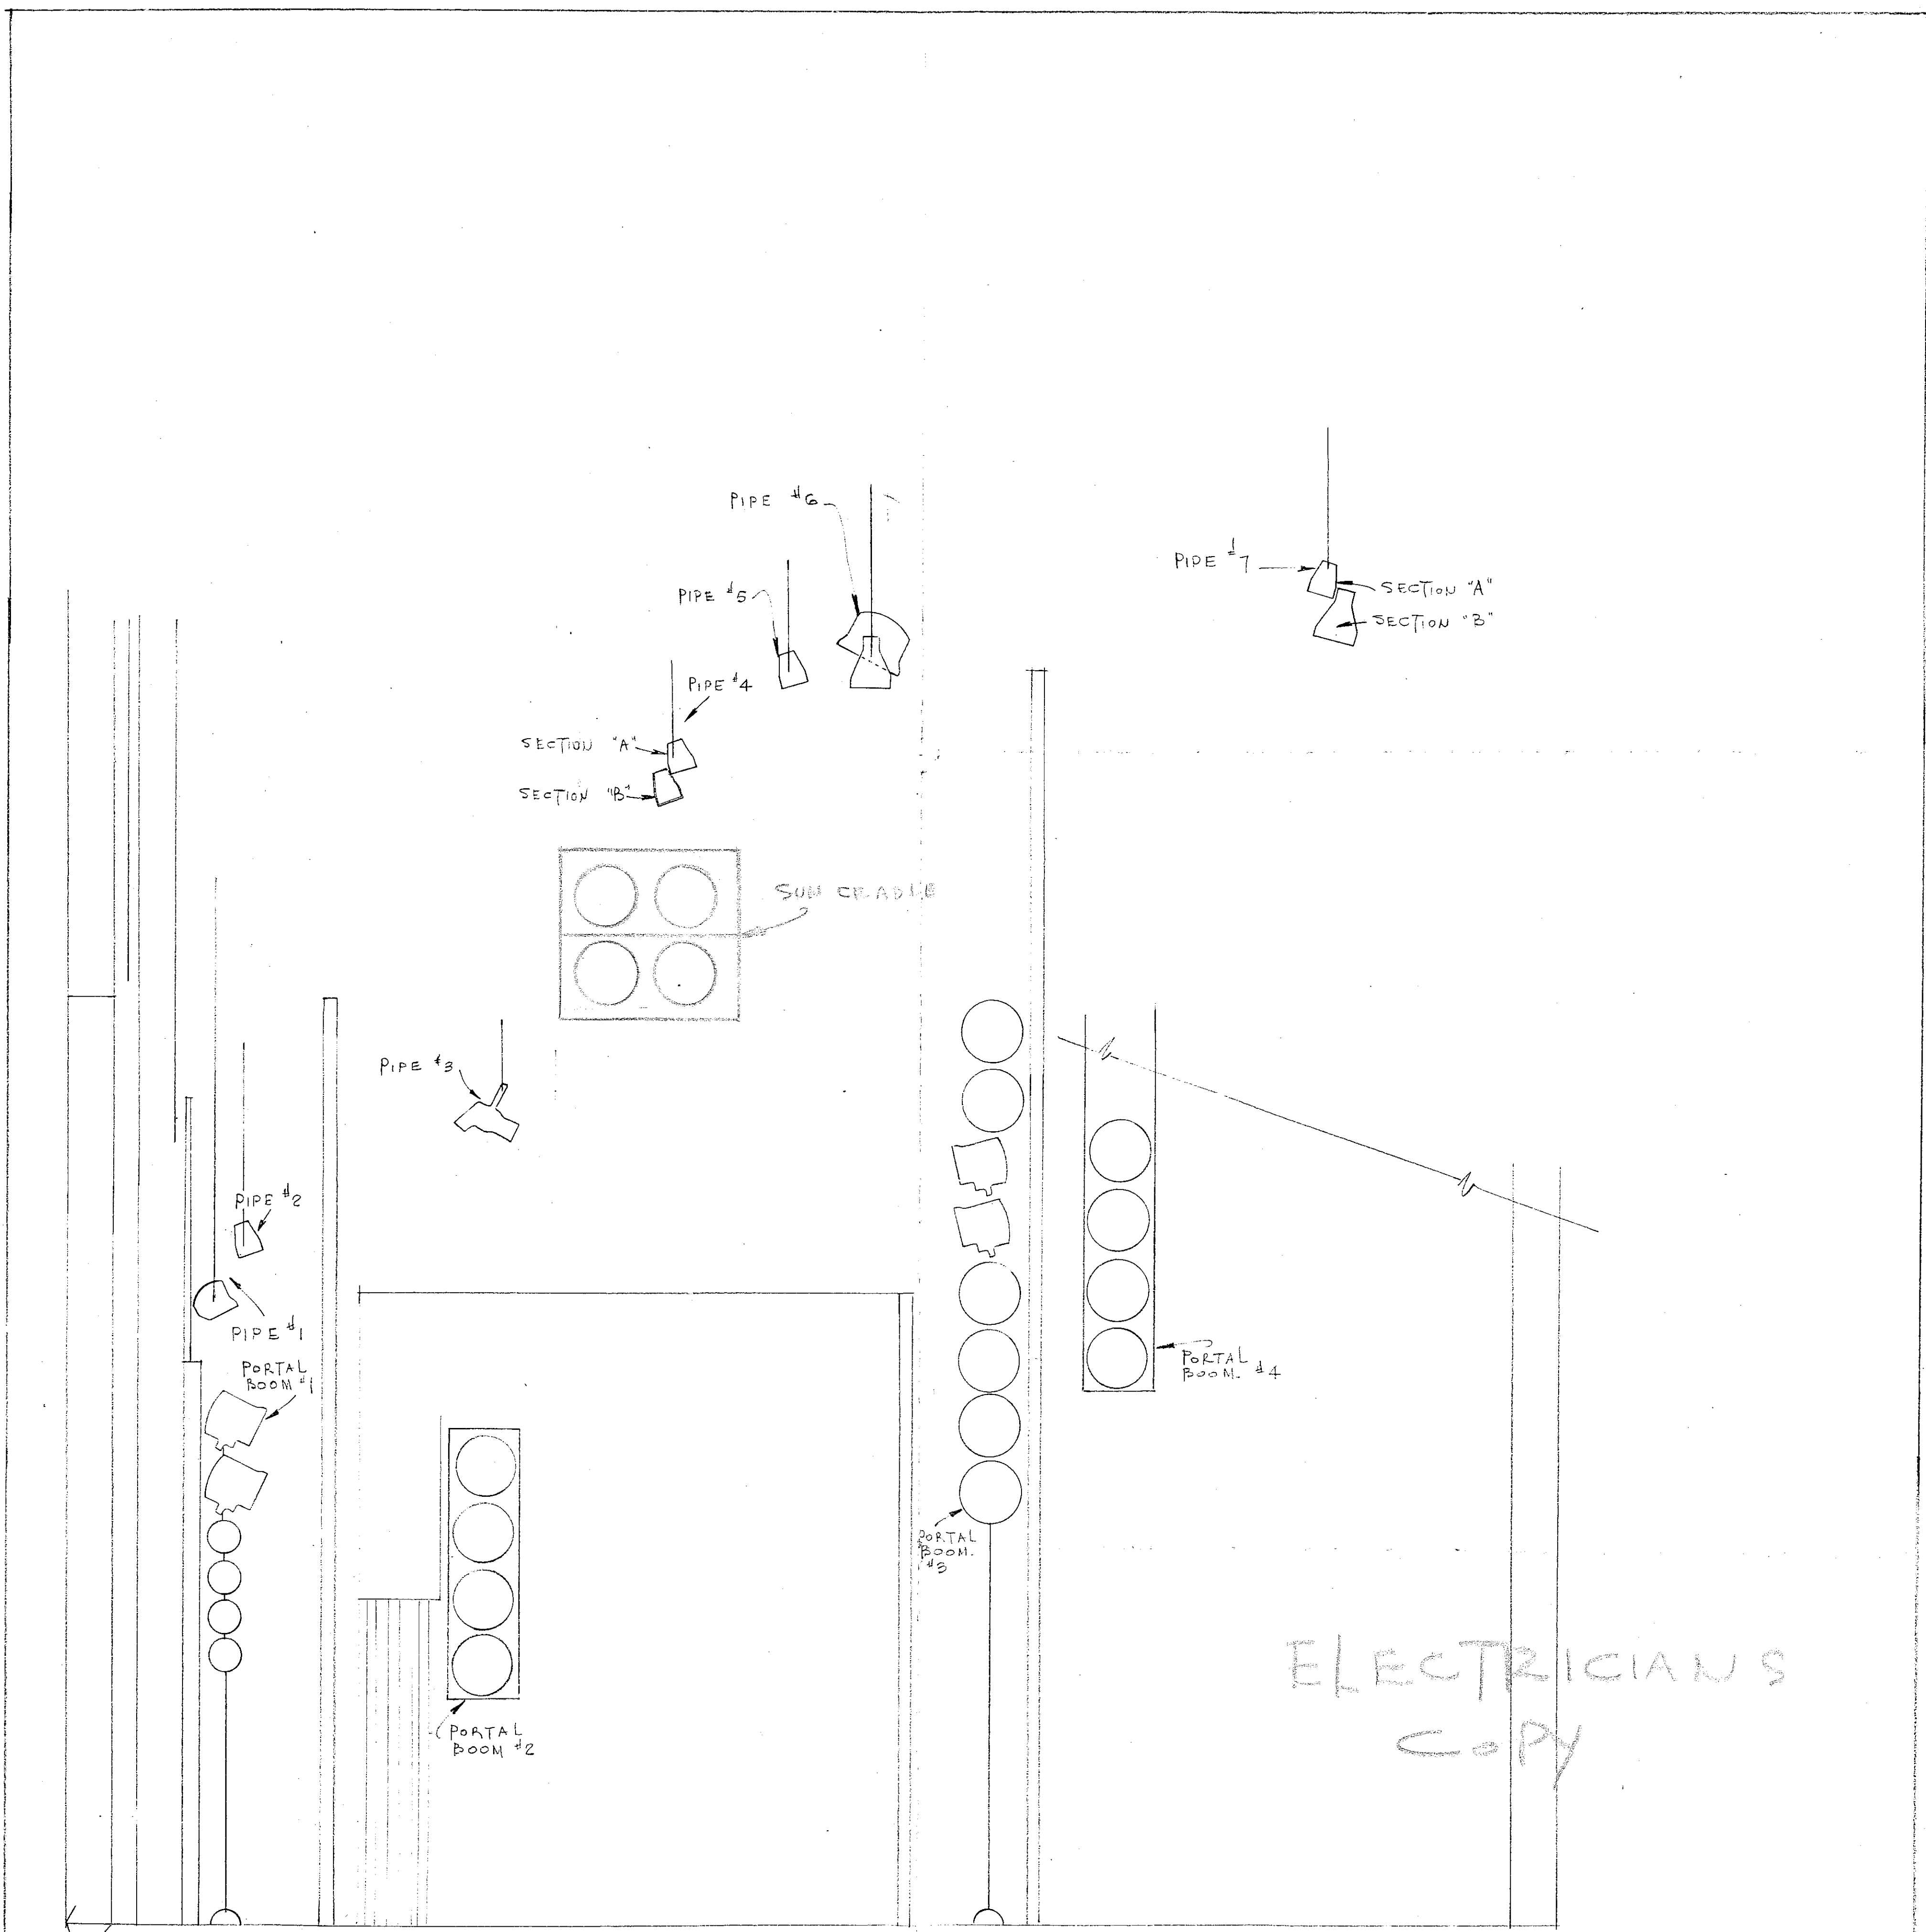 PIPE #6
PIPE #7
SECTION "A"
SECTION "B"
PIPE #5
PIPE #4
SECTION "A"
SECTION "B"
SUN CRADLE
PIPE #3
PIPE #2
PIPE #1
PORTAL
BOOM #1
PORTAL
BOOM. #4
PORTAL
BOOM.
#3
PORTAL
BOOM #2
ELECTRICIANS
COPY